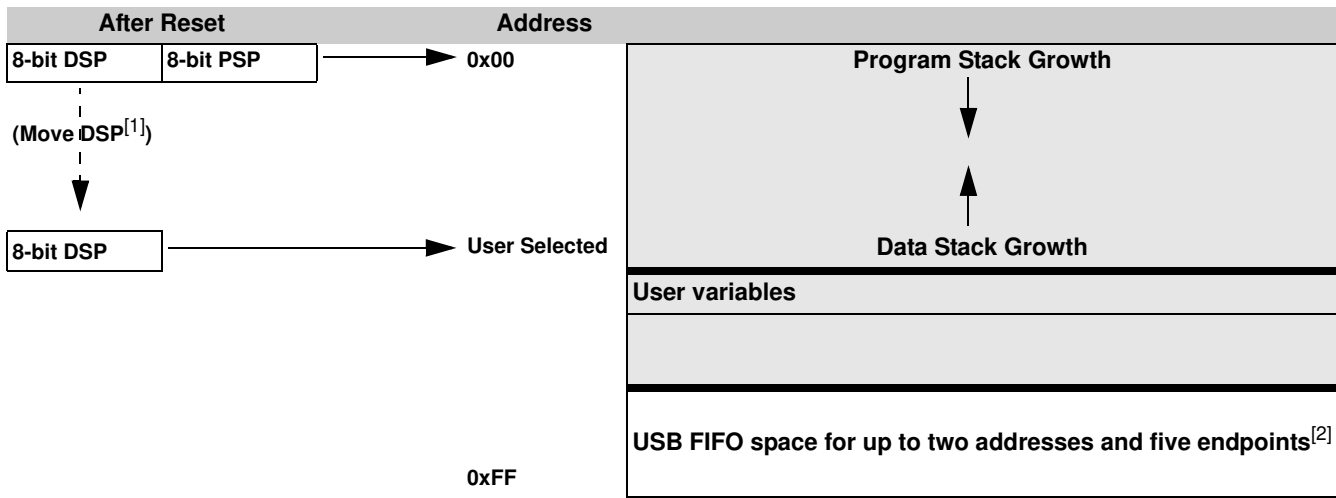 After Reset Address
8-bit DSP 8-bit PSP 0x00 Program Stack Growth
(Move DSP[1])
8-bit DSP User Selected Data Stack Growth
User variables
USB FIFO space for up to two addresses and five endpoints[2]
0xFF